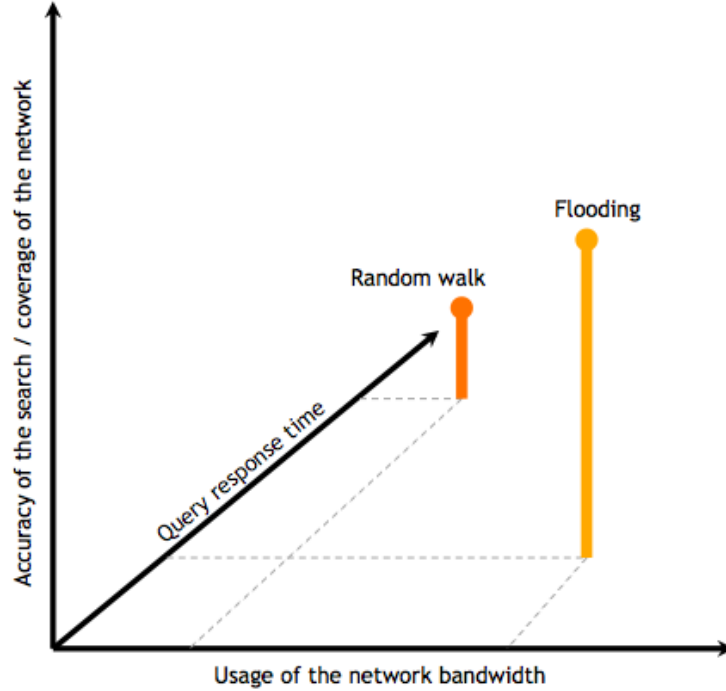 Accuracy of the search / coverage of the network
Flooding
Random walk
Query response time
Usage of the network bandwidth